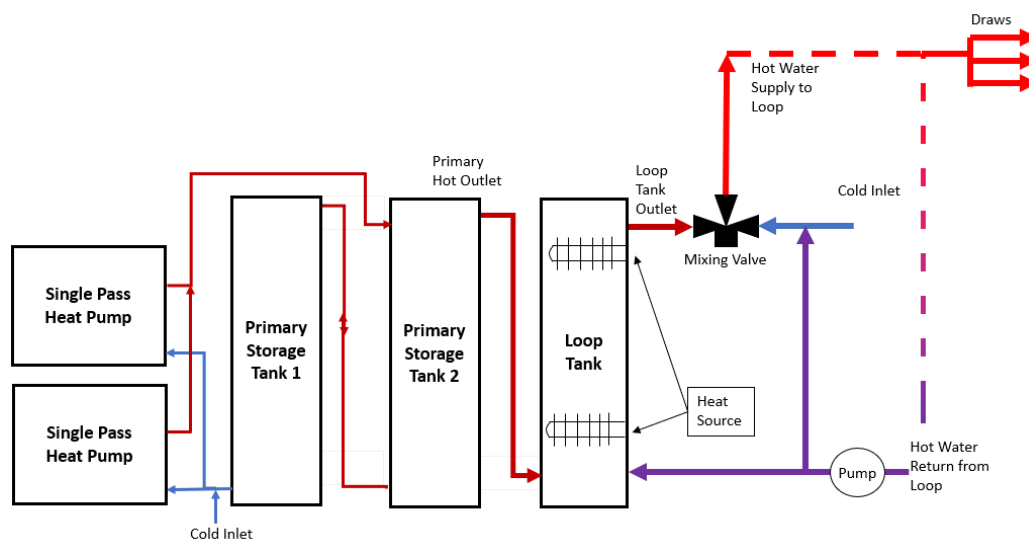 Draws
Hot Water
Supply to
Loop
Primary
Hot Outlet
Loop
Tank
Outlet
Cold Inlet
Mixing Valve
Single Pass
Heat Pump
Primary
Storage
Tank 1
Primary
Storage
Tank 2
Loop
Tank
Heat
Source
Single Pass
Heat Pump
Pump
Hot Water
Return from
Loop
Cold Inlet